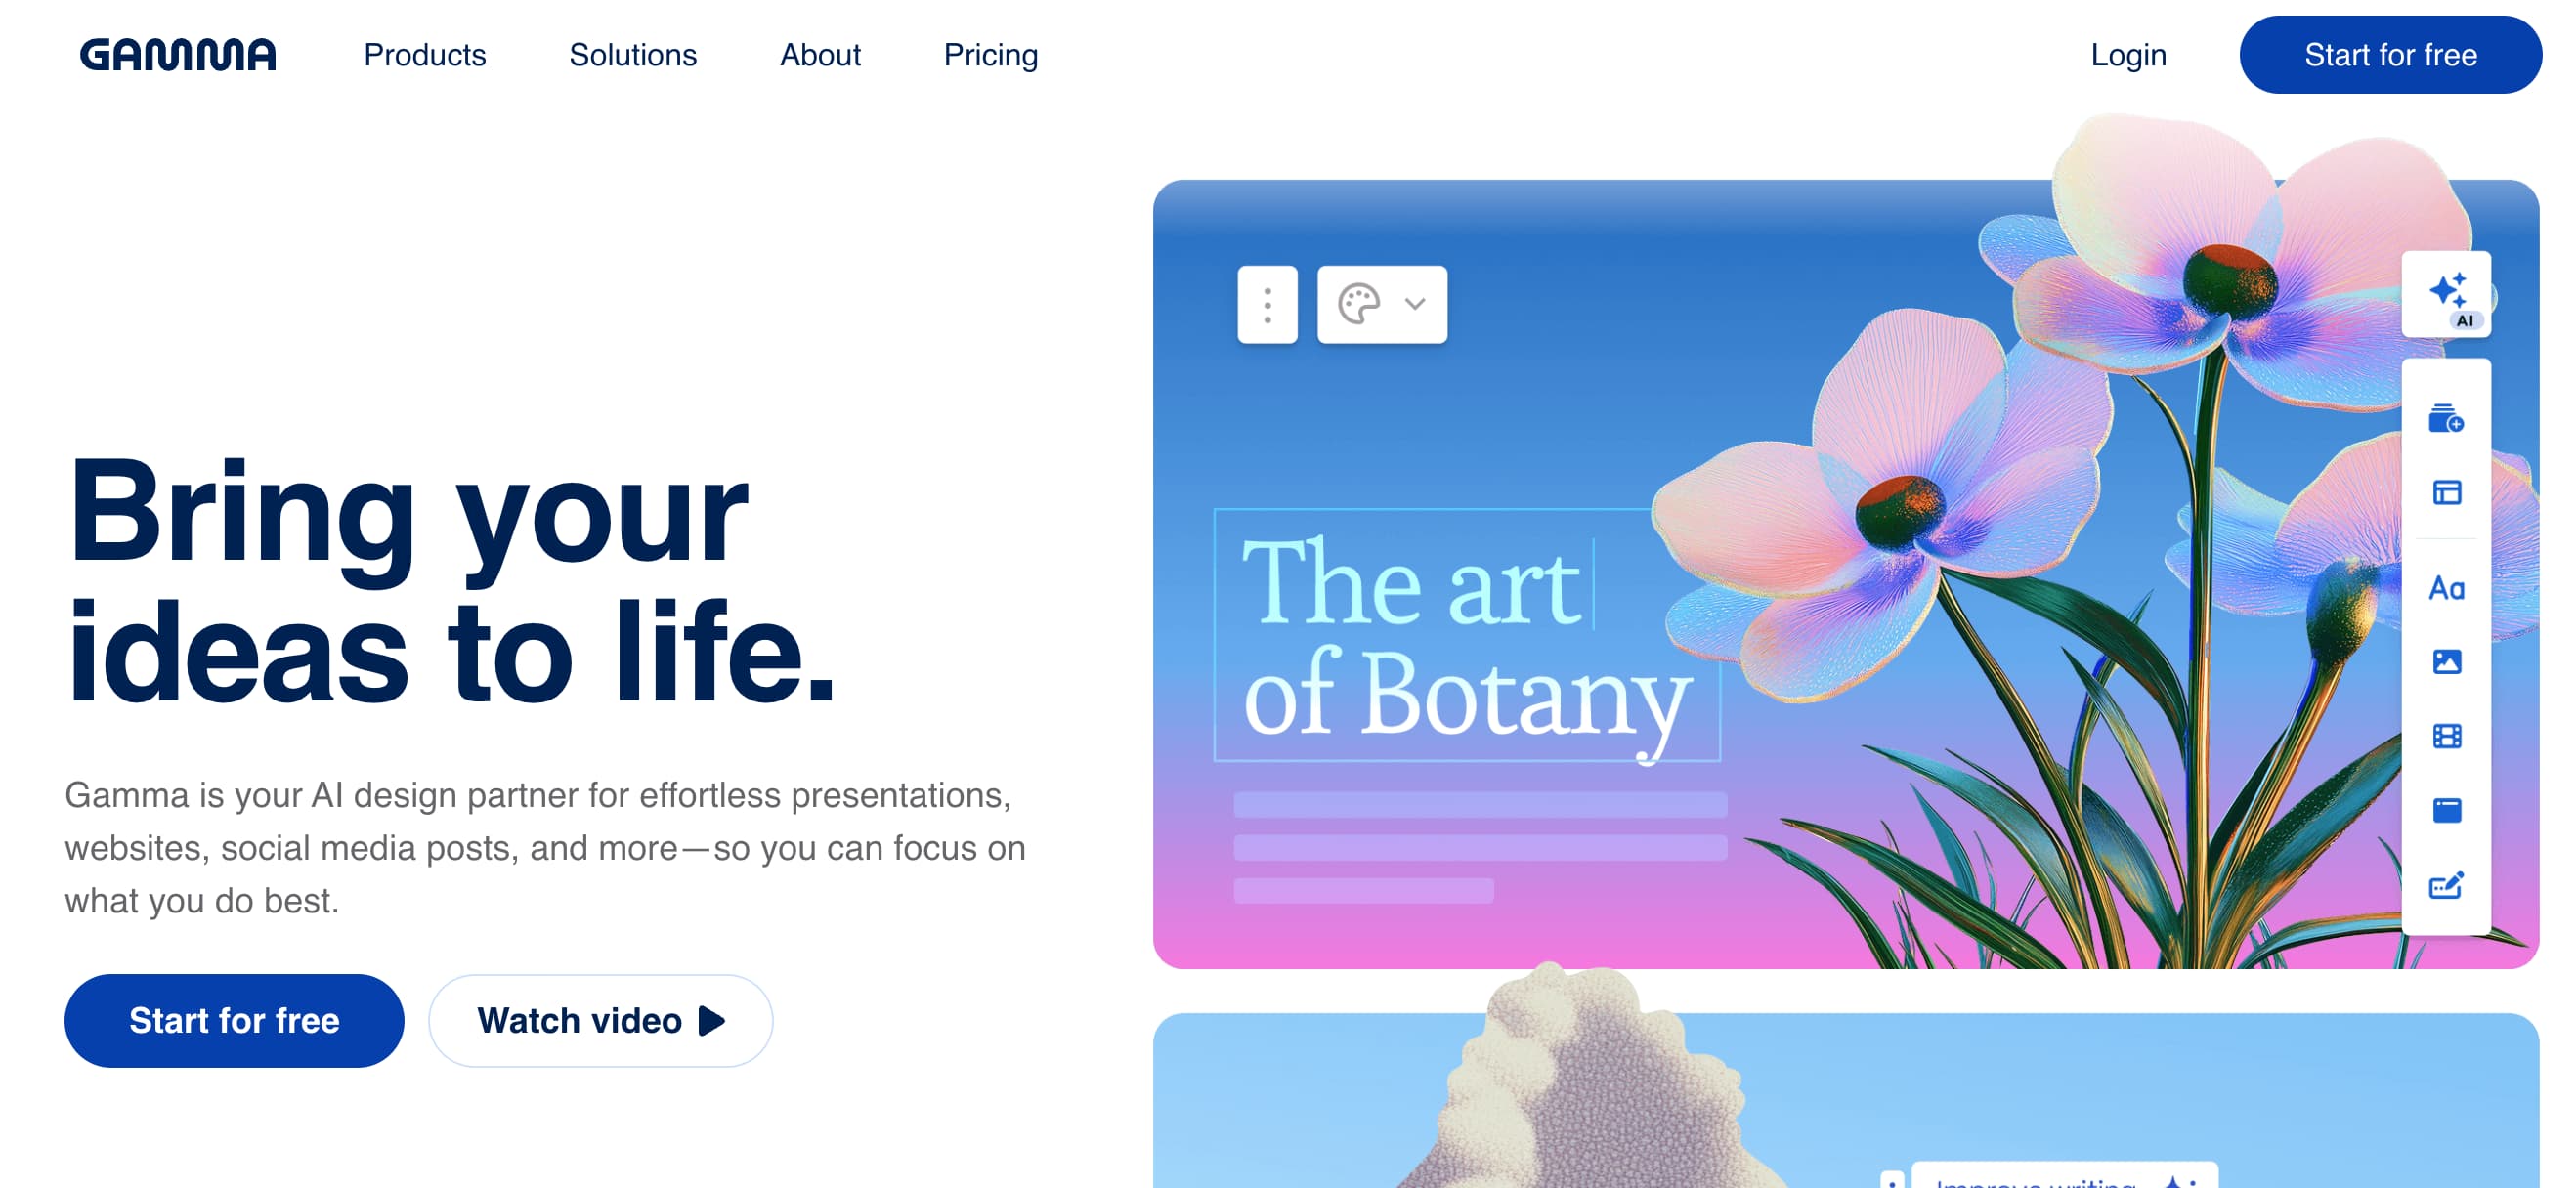 GAMMA
Products
Solutions
About
Pricing
Login
Start for free
Bring your
ideas to life.
Gamma is your AI design partner for effortless presentations,
websites, social media posts, and more—so you can focus on
what you do best.
Start for free
Watch video
AI
Aa
The art
of Botany
Improve writing